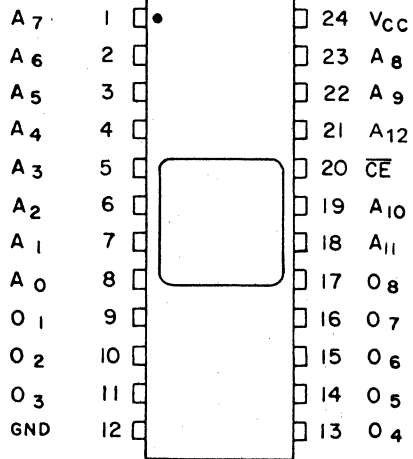 A7 1 24 VCC
A6 2 23 A8
A5 3 22 A9
A4 4 21 A12
A3 5 20 C̅E̅
A2 6 19 A10
A1 7 18 A11
A0 8 17 O8
O1 9 16 O7
O2 10 15 O6
O3 11 14 O5
GND 12 13 O4